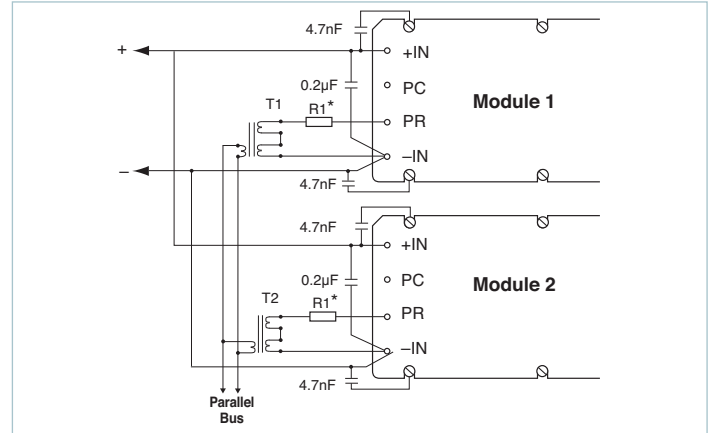 4.7nF
+
+IN
0.2µF
PC
Module 1
T1
R1*
PR
–IN
–
4.7nF
4.7nF
+IN
0.2µF
PC
Module 2
T2
R1*
PR
–IN
4.7nF
Parallel
Bus